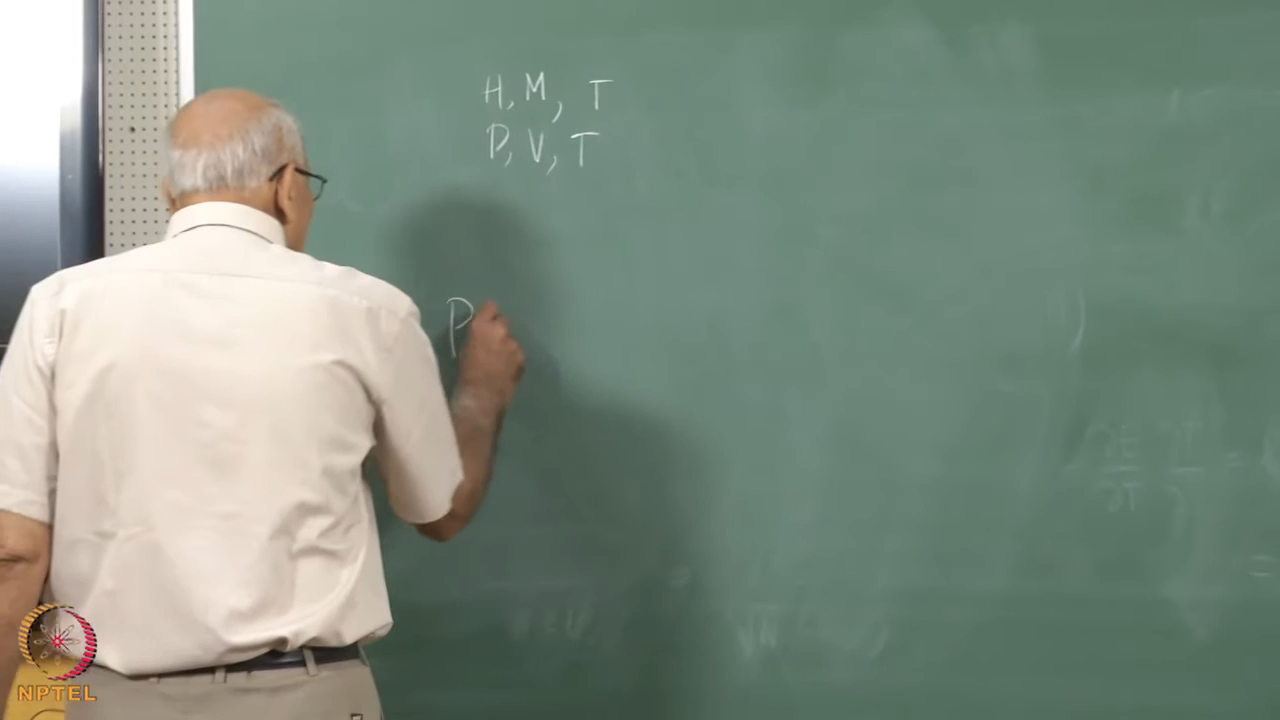 H, M, T
P, V, T
P
NPTEL